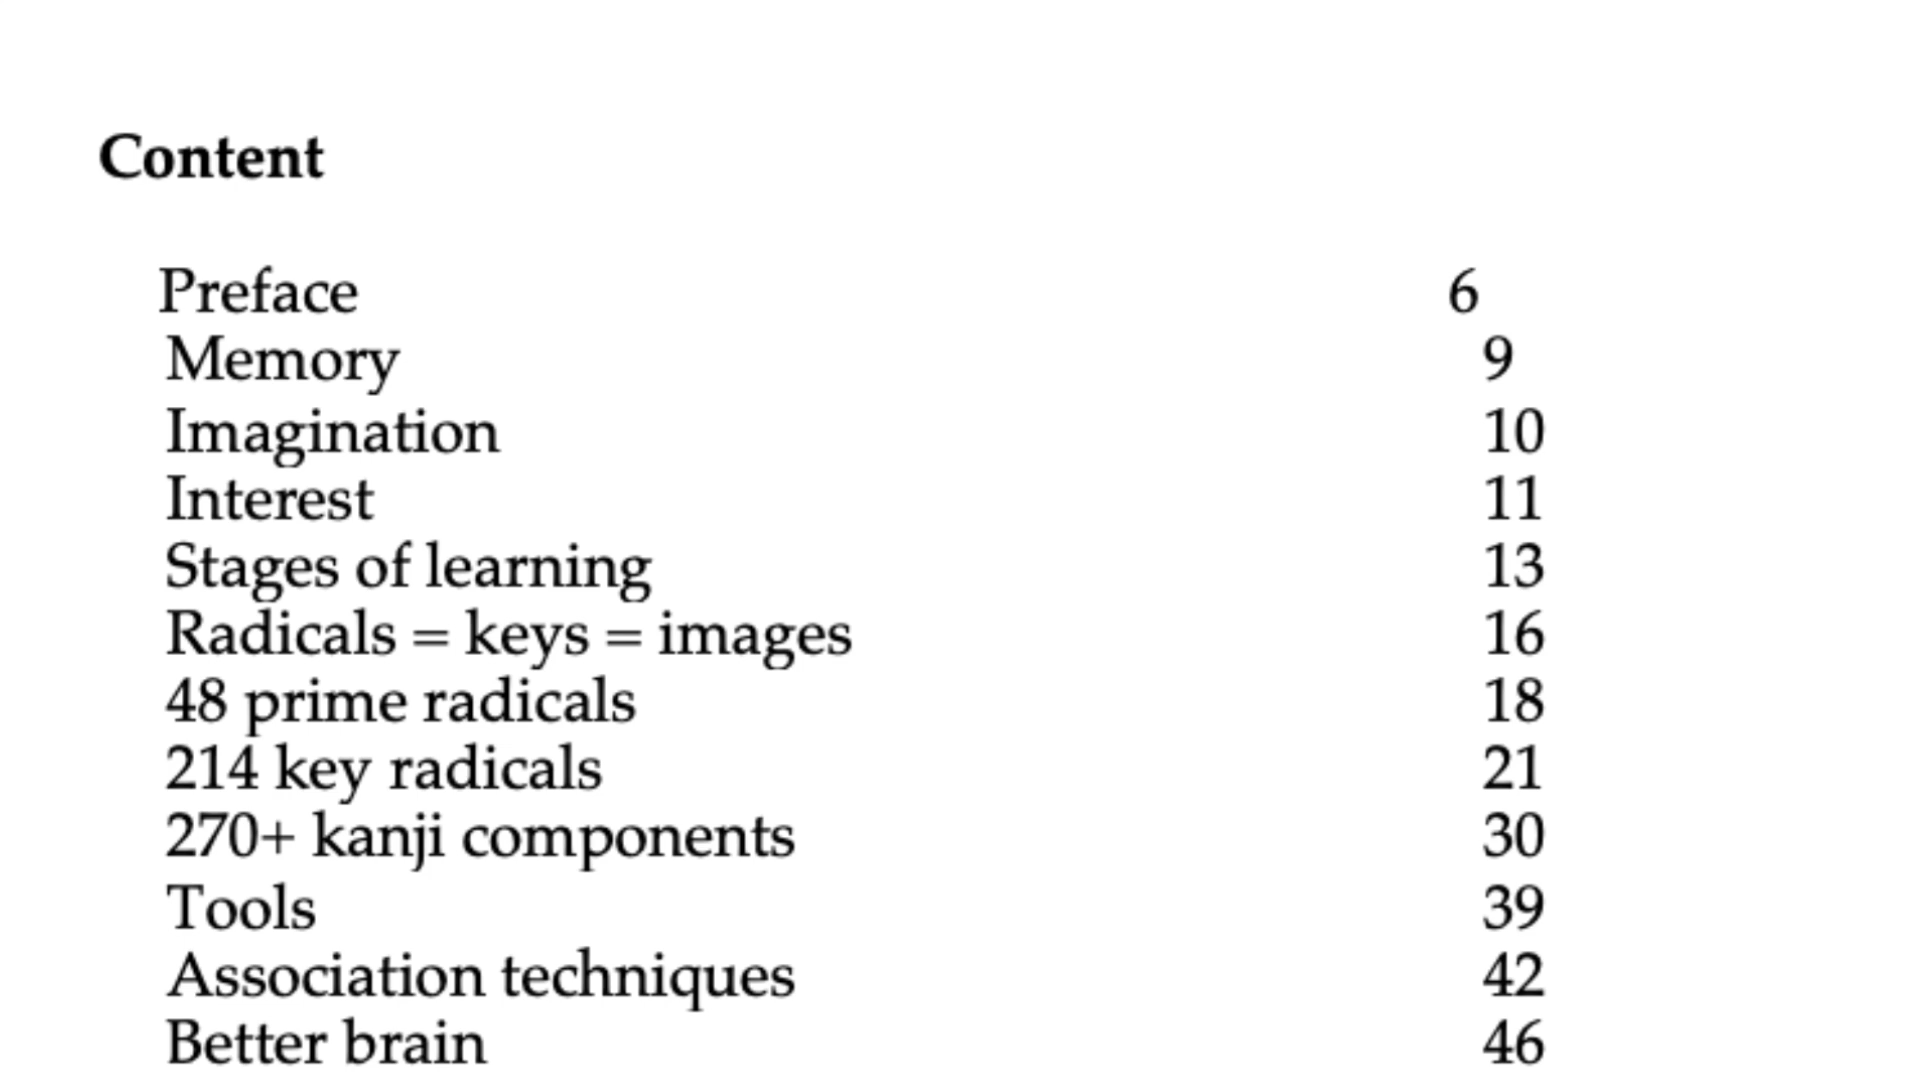 Content
Preface 6
Memory 9
Imagination 10
Interest 11
Stages of learning 13
Radicals = keys = images 16
48 prime radicals 18
214 key radicals 21
270+ kanji components 30
Tools 39
Association techniques 42
Better brain 46